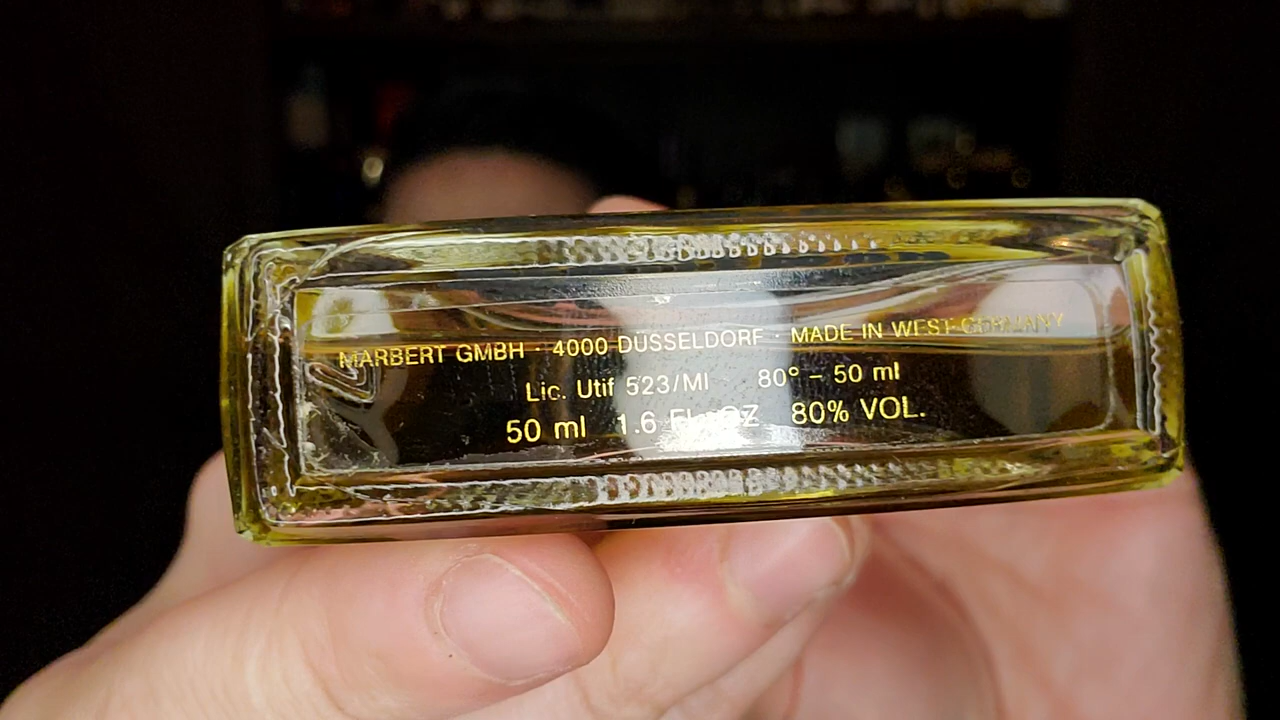 MARBERT GMBH · 4000 DÜSSELDORF · MADE IN WEST-GERMANY
Lic. Utif 523/MI 80° – 50 ml
50 ml 1.6 FL. OZ 80% VOL.